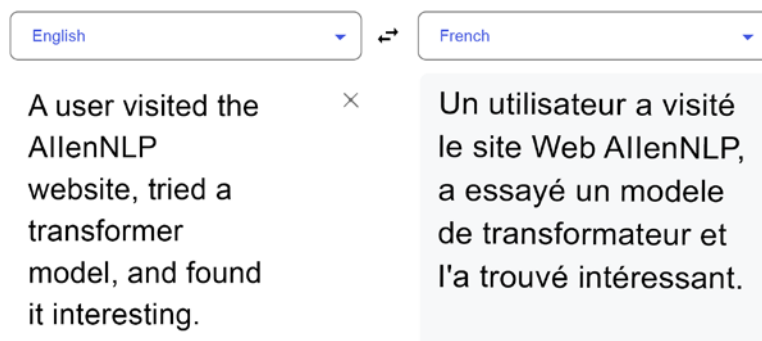 English
French
A user visited the
AllenNLP
website, tried a
transformer
model, and found
it interesting.
Un utilisateur a visité
le site Web AllenNLP,
a essayé un modele
de transformateur et
l'a trouvé intéressant.